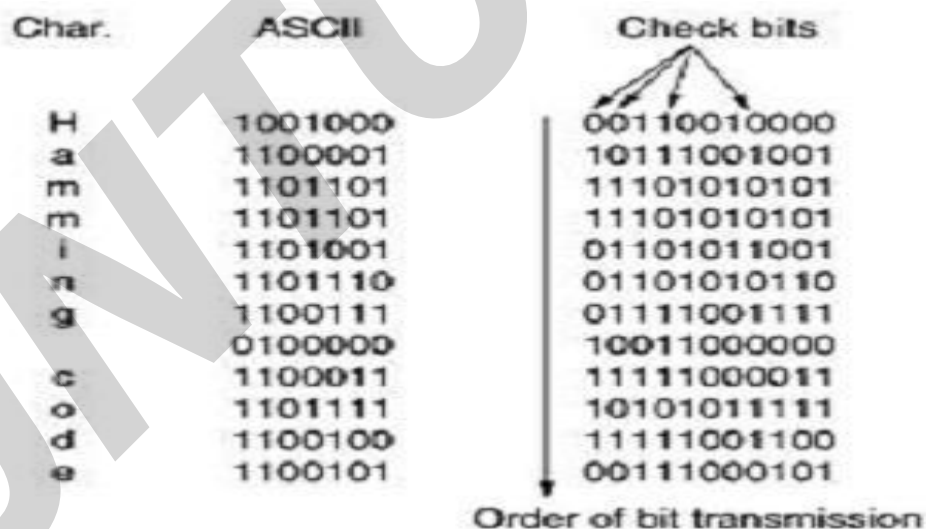 Char. ASCII Check bits
H 1001000 00110010000
a 1100001 10111001001
m 1101101 11101010101
m 1101101 11101010101
i 1101001 01101011001
n 1101110 01101010110
g 1100111 01111001111
0100000 10011000000
c 1100011 11111000011
o 1101111 10101011111
d 1100100 11111001100
e 1100101 00111000101
Order of bit transmission